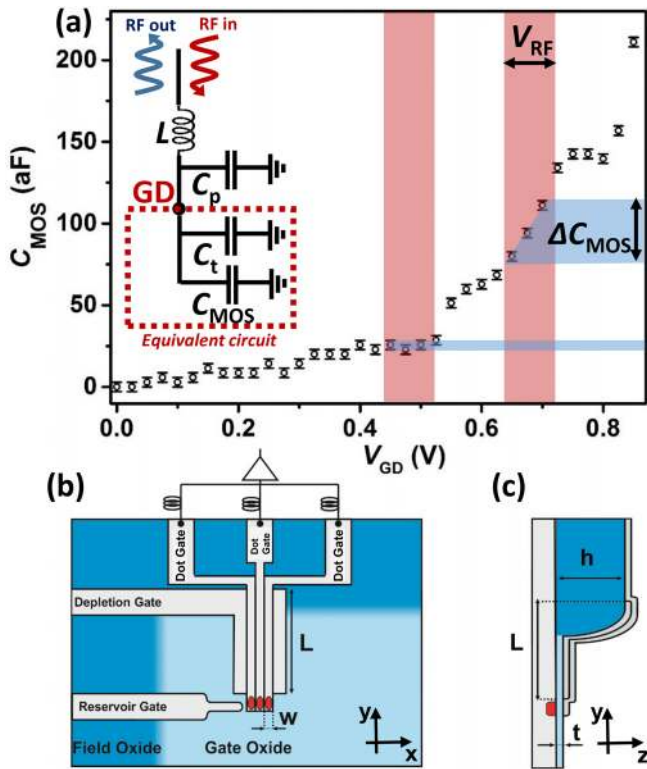 (a)
RF out
RF in
V_RF
L
C_p
GD
C_t
C_MOS
Equivalent circuit
ΔC_MOS
C_MOS (aF)
200
150
100
50
0
0.0 0.2 0.4 0.6 0.8
V_GD (V)
(b)
(c)
Dot Gate
Dot Gate
Dot Gate
Depletion Gate
L
Reservoir Gate
w
Field Oxide
Gate Oxide
y
x
h
L
t
y
z